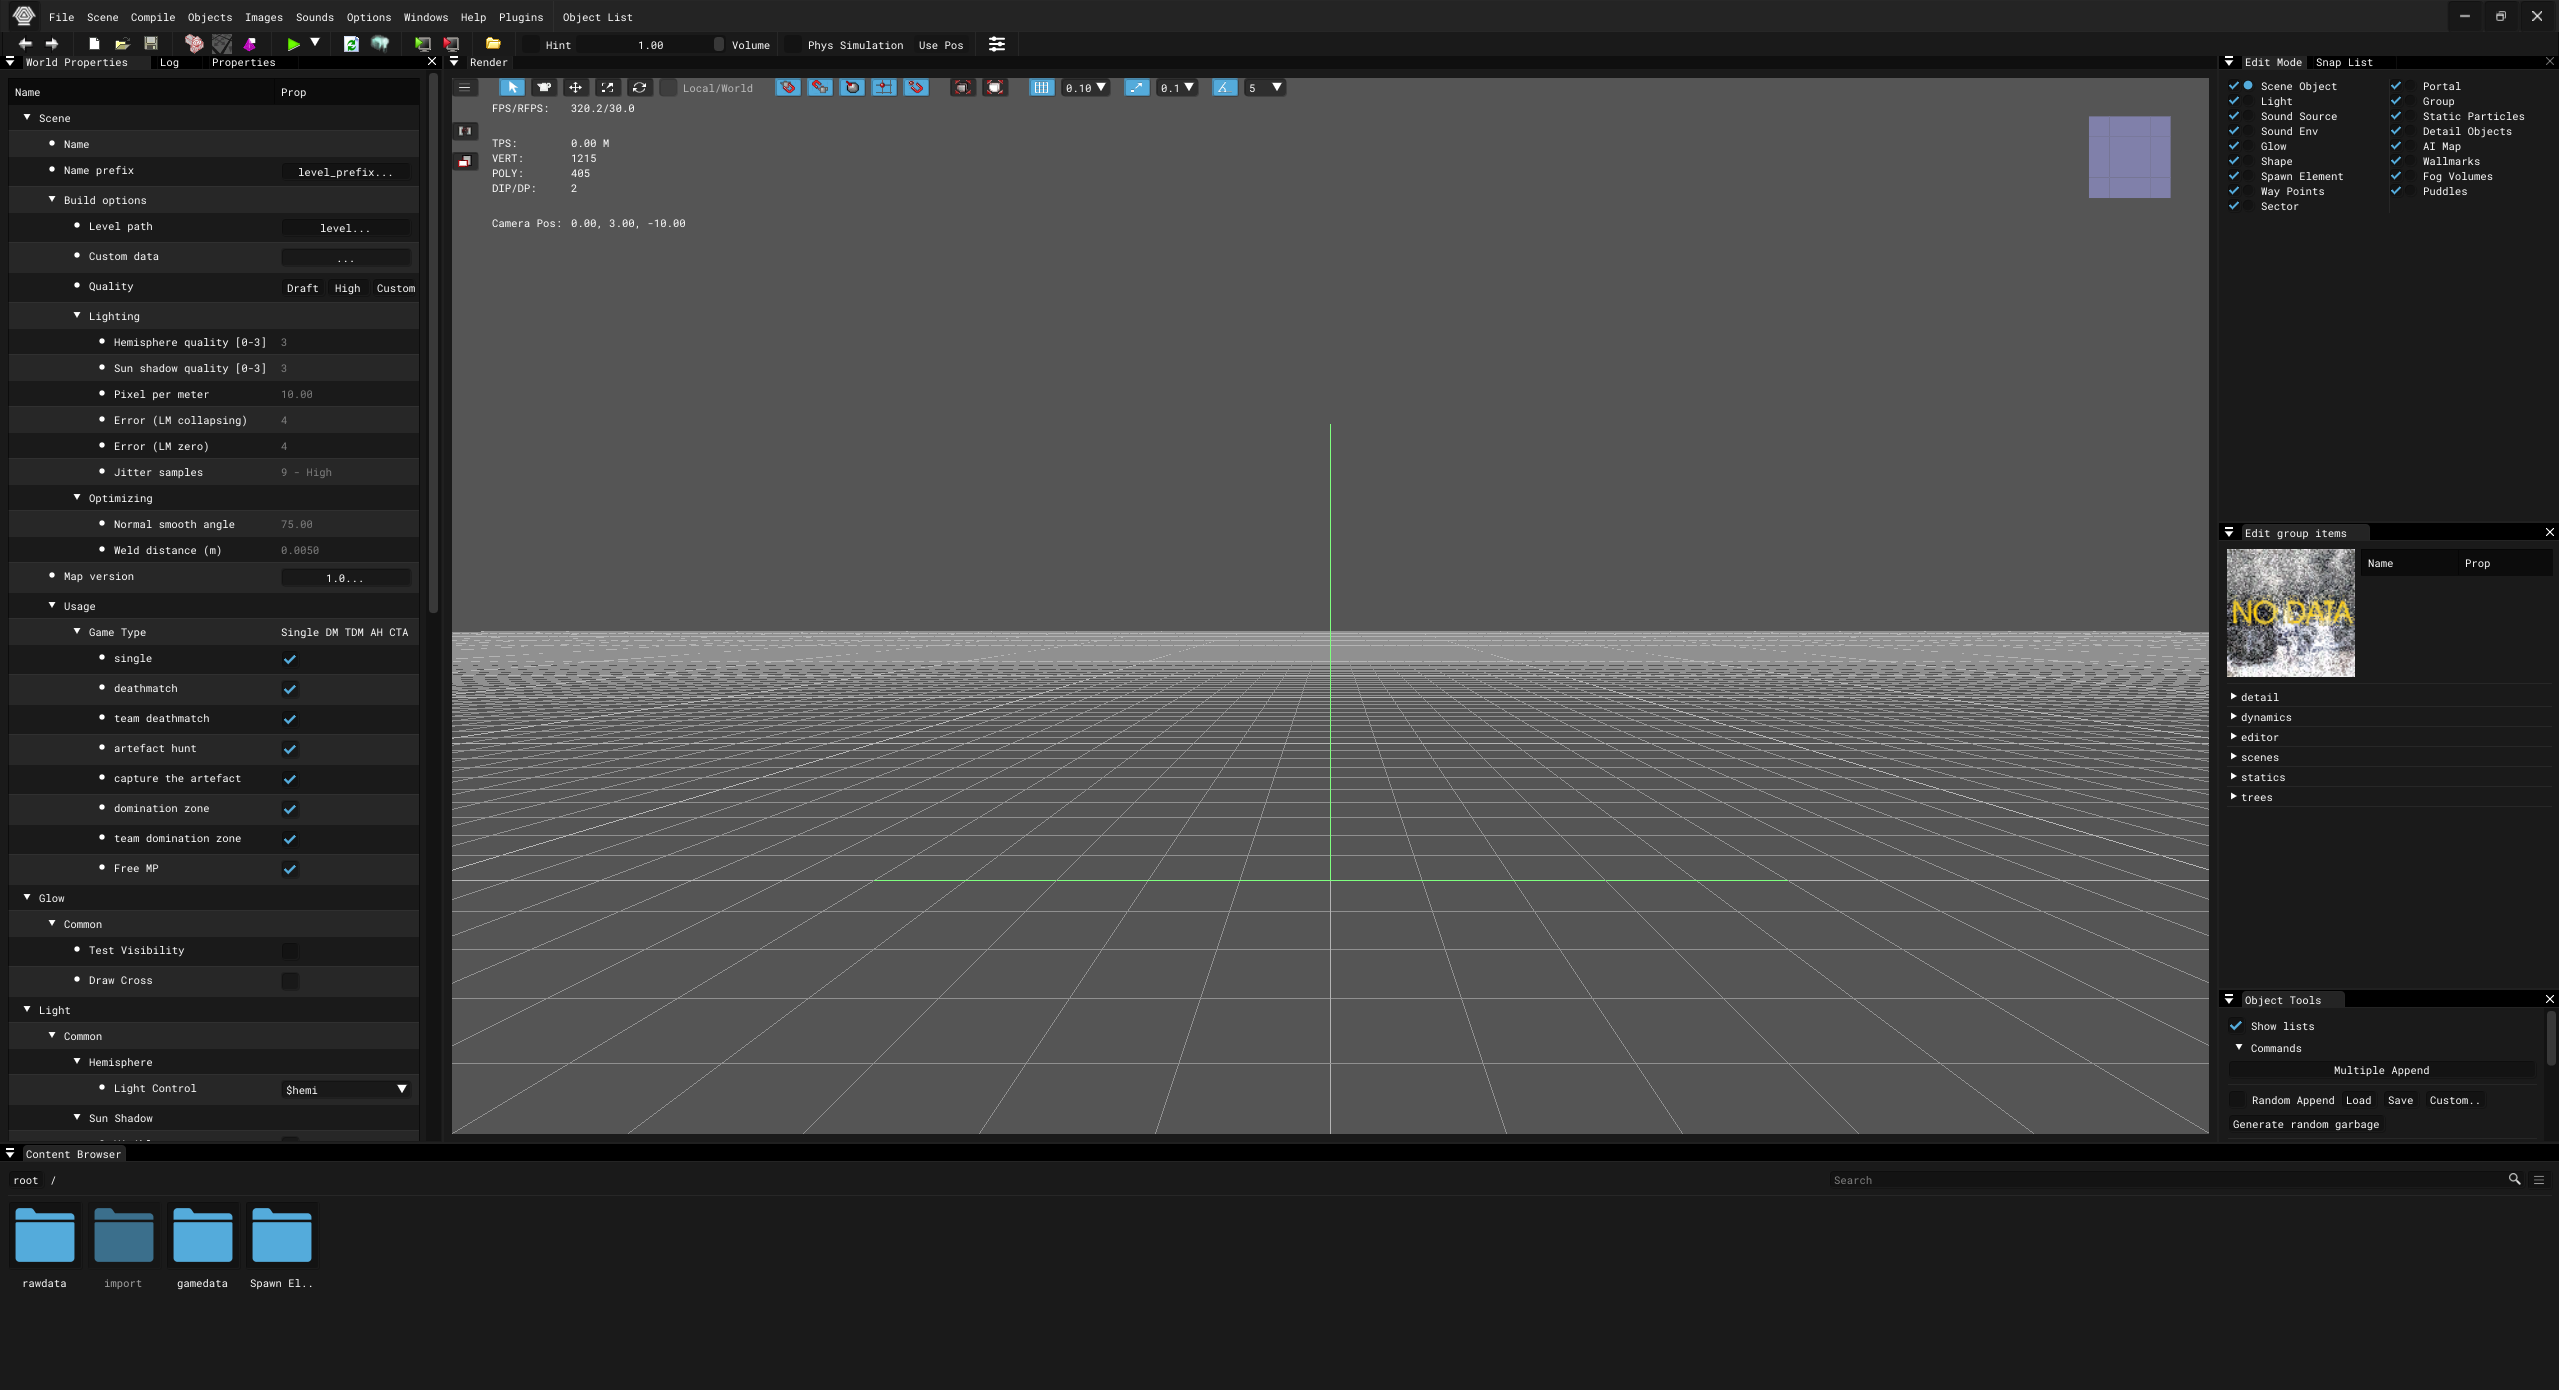 File Scene Compile Objects Images Sounds Options Windows Help Plugins Object List
Hint 1.00 Volume Phys Simulation Use Pos
World Properties Log Properties
Name Prop
Scene
Name
Name prefix level_prefix...
Build options
Level path level...
Custom data ...
Quality Draft High Custom
Lighting
Hemisphere quality [0-3] 3
Sun shadow quality [0-3] 3
Pixel per meter 10.00
Error (LM collapsing) 4
Error (LM zero) 4
Jitter samples 9 - High
Optimizing
Normal smooth angle 75.00
Weld distance (m) 0.0050
Map version 1.0...
Usage
Game Type Single DM TDM AH CTA
single
deathmatch
team deathmatch
artefact hunt
capture the artefact
domination zone
team domination zone
Free MP
Glow
Common
Test Visibility
Draw Cross
Light
Common
Hemisphere
Light Control $hemi
Sun Shadow
Render
Local/World 0.10 0.1 5
FPS/RFPS: 320.2/30.0
TPS: 0.00 M
VERT: 1215
POLY: 405
DIP/DP: 2
Camera Pos: 0.00, 3.00, -10.00
Edit Mode Snap List
Scene Object Portal
Light Group
Sound Source Static Particles
Sound Env Detail Objects
Glow AI Map
Shape Wallmarks
Spawn Element Fog Volumes
Way Points Puddles
Sector
Edit group items
Name Prop
NO DATA
detail
dynamics
editor
scenes
statics
trees
Object Tools
Show lists
Commands
Multiple Append
Random Append Load Save Custom..
Generate random garbage
Content Browser
root /
Search
rawdata import gamedata Spawn El..